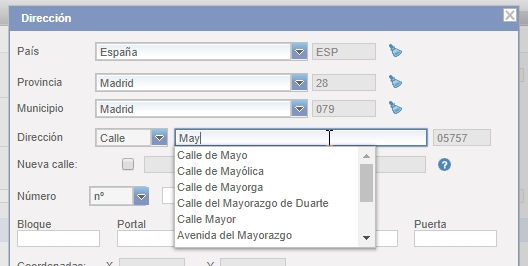 Dirección
País España ESP
Provincia Madrid 28
Municipio Madrid 079
Dirección Calle May 05757
Nueva calle: ?
Calle de Mayo
Calle de Mayólica
Calle de Mayorga
Calle del Mayorazgo de Duarte
Calle Mayor
Avenida del Mayorazgo
Número nº
Bloque Portal Puerta
Coordenadas: X Y